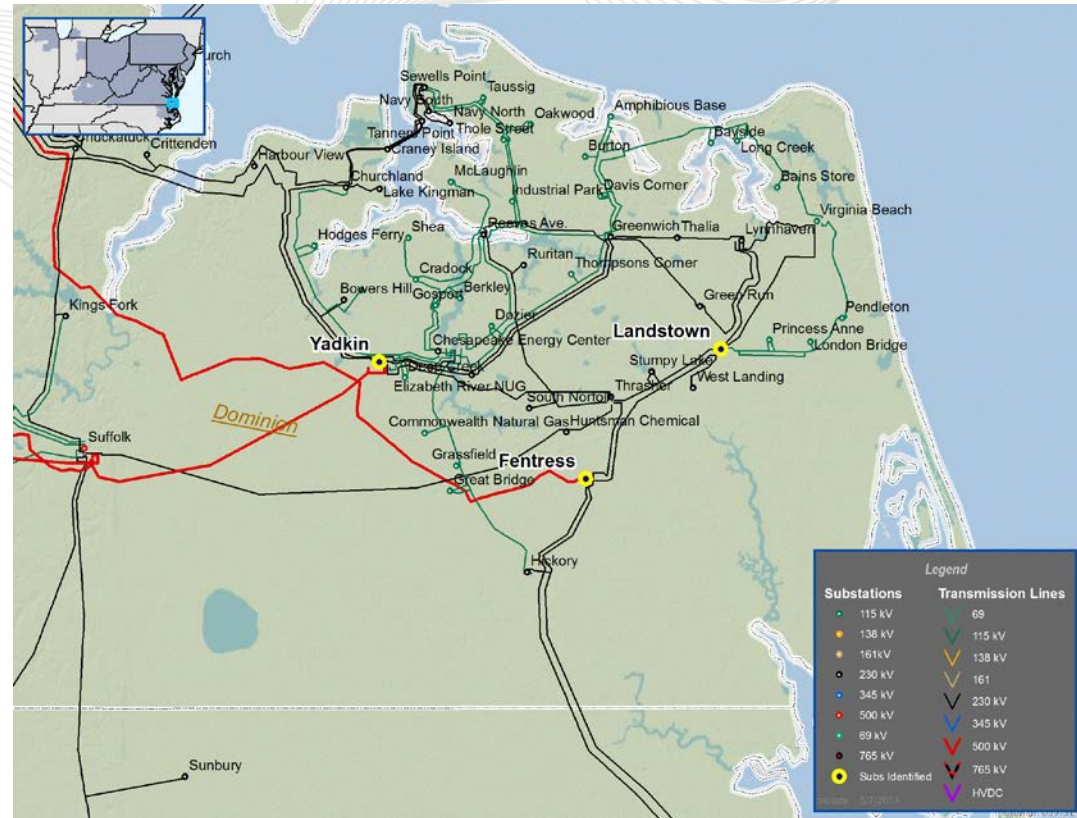 Sewells Point
Taussig
Navy South
Navy North
Oakwood
Amphibious Base
Tanners Point
Thole Street
Bayside
Burton
Long Creek
Crittenden
Craney Island
Harbour View
McLaughlin
Churchland
Lake Kingman
Davis Corner
Bains Store
Industrial Park
Virginia Beach
Reeves Ave.
Greenwich
Thalia
Lynnhaven
Hodges Ferry
Shea
Ruritan
Thompsons Corner
Cradock
Berkley
Bowers Hill
Gosport
Green Run
Kings Fork
Pendleton
Dozier
Landstown
Princess Anne
Yadkin
Chesapeake Energy Center
London Bridge
Deep Creek
Stumpy Lake
West Landing
Elizabeth River NUG
Thrasher
South Norfolk
Dominion
Commonwealth Natural Gas
Huntsman Chemical
Suffolk
Grassfield
Fentress
Great Bridge
Hickory
Sunbury
Legend
Substations
115 kV
138 kV
161kV
230 kV
345 kV
500 kV
69 kV
765 kV
Subs Identified
Transmission Lines
69
115 kV
138 kV
161
230 kV
345 kV
500 kV
765 kV
HVDC